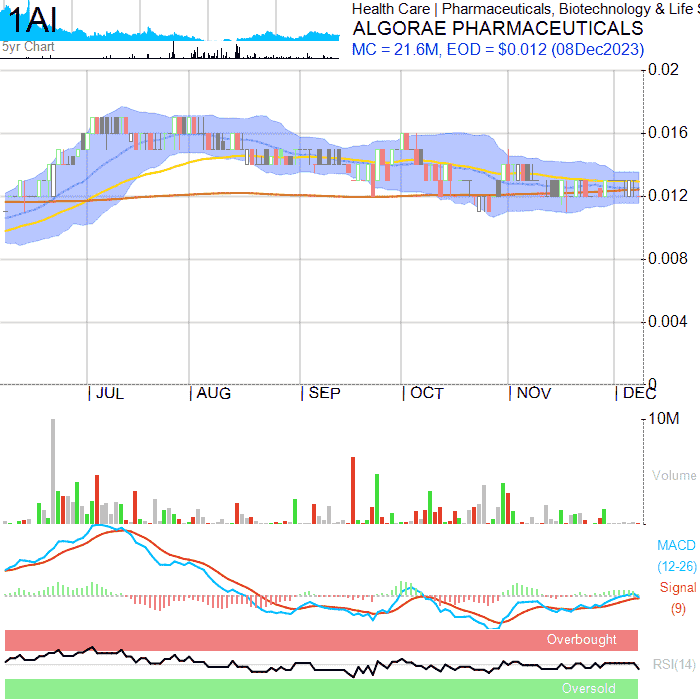 1AI
5yr Chart
Health Care | Pharmaceuticals, Biotechnology & Life S
ALGORAE PHARMACEUTICALS
MC = 21.6M, EOD = $0.012 (08Dec2023)
0.02
0.016
0.012
0.008
0.004
0
| JUL | AUG | SEP | OCT | NOV | DEC
10M
Volume
MACD
(12-26)
Signal
(9)
Overbought
RSI(14)
Oversold